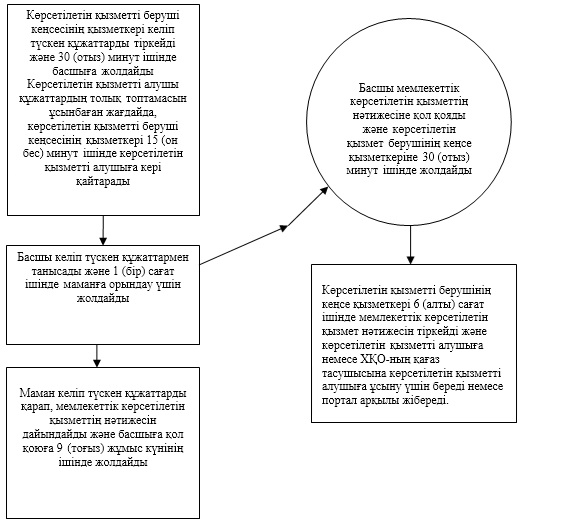 Көрсетілетін қызметті беруші
кеңсесінің қызметкері келіп
түскен құжаттарды тіркейді
және 30 (отыз) минут ішінде
басшыға жолдайды
Көрсетілетін қызметті алушы
құжаттардың толық топтамасын
ұсынбаған жағдайда,
көрсетілетін қызметті беруші
кеңсесінің қызметкері 15 (он
бес) минут ішінде көрсетілетін
қызметті алушыға кері
қайтарады
Басшы келіп түскен құжаттармен
танысады және 1 (бір) сағат
ішінде маманға орындау үшін
жолдайды
Маман келіп түскен құжаттарды
қарап, мемлекеттік көрсетілетін
қызметтің нәтижесін
дайындайды және басшыға қол
қоюға 9 (тоғыз) жұмыс күнінің
ішінде жолдайды
Басшы мемлекеттік
көрсетілетін қызметтің
нәтижесіне қол қояды
және көрсетілетін
қызмет берушінің кеңсе
қызметкеріне 30 (отыз)
минут ішінде жолдайды
Көрсетілетін қызметті берушінің
кеңсе қызметкері 6 (алты) сағат
ішінде мемлекеттік көрсетілетін
қызмет нәтижесін тіркейді және
көрсетілетін қызметті алушыға
немесе ХҚО-ның қағаз
тасушысына көрсетілетін қызметті
алушыға ұсыну үшін береді немесе
портал арқылы жібереді.